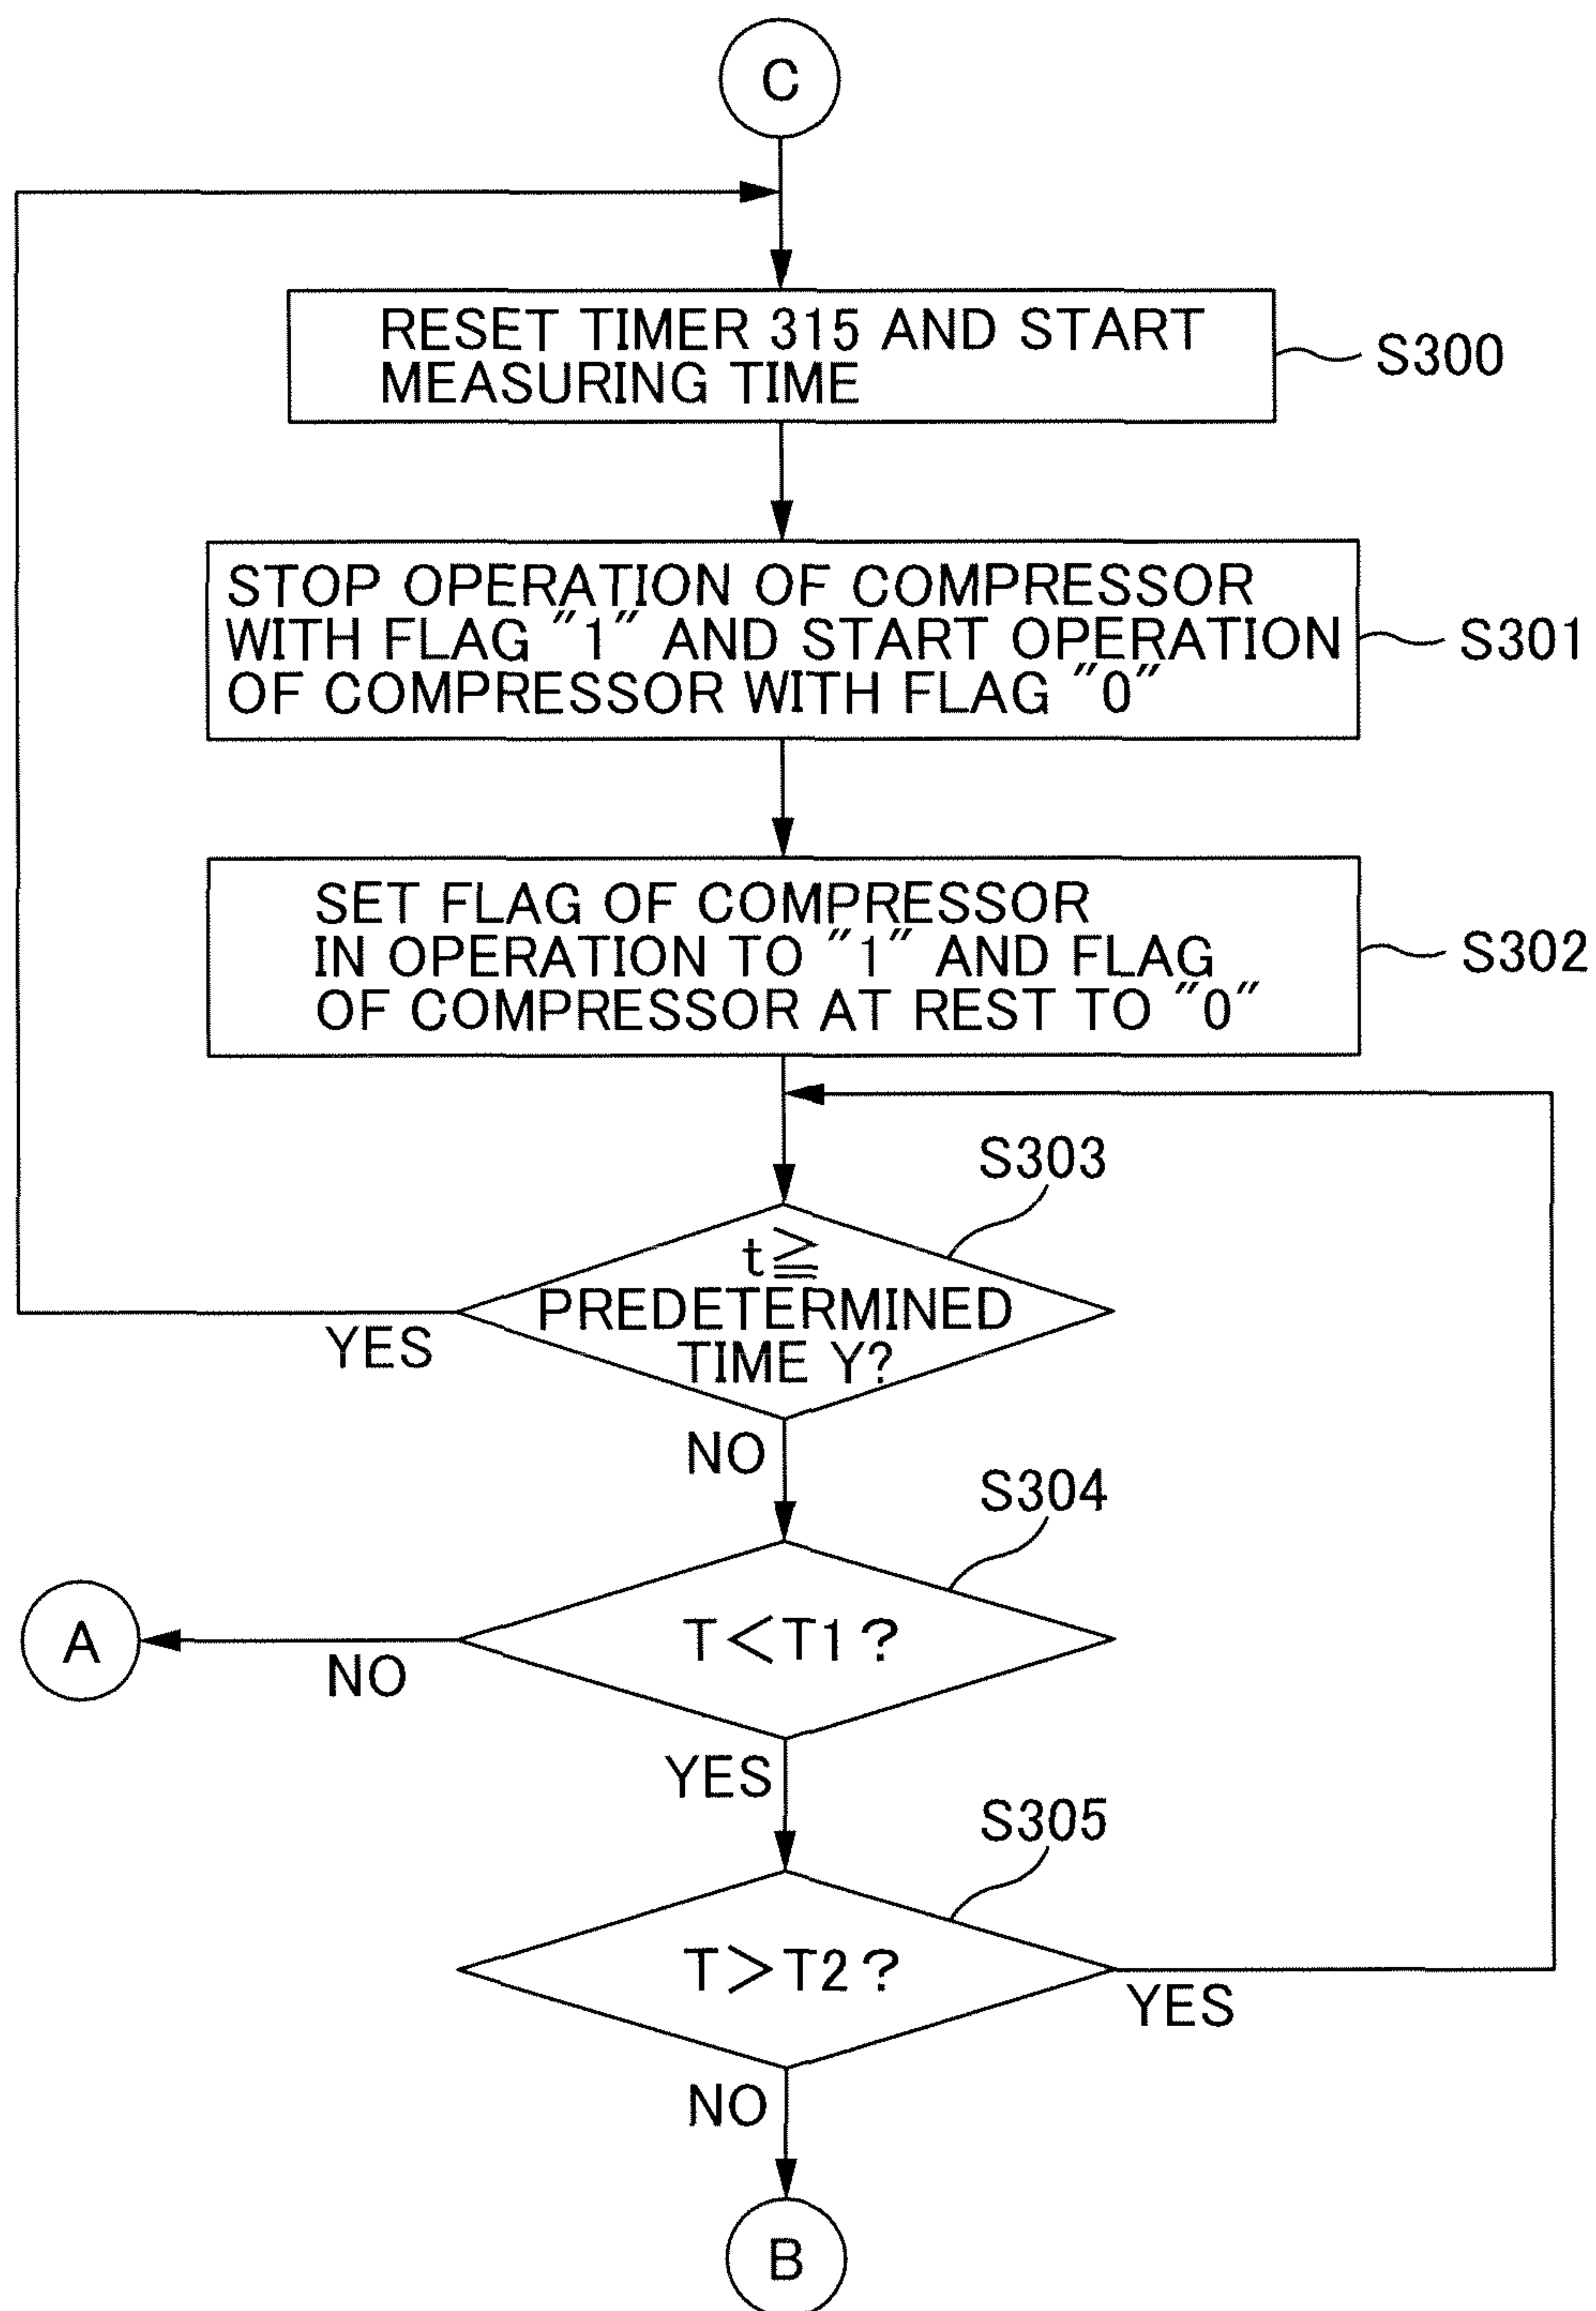 C
RESET TIMER 315 AND START
MEASURING TIME
S300
STOP OPERATION OF COMPRESSOR
WITH FLAG "1" AND START OPERATION
OF COMPRESSOR WITH FLAG "0"
S301
SET FLAG OF COMPRESSOR
IN OPERATION TO "1" AND FLAG
OF COMPRESSOR AT REST TO "0"
S302
S303
t≧
PREDETERMINED
TIME Y?
YES
NO
S304
T<T1?
A
NO
YES
S305
T>T2?
YES
NO
B